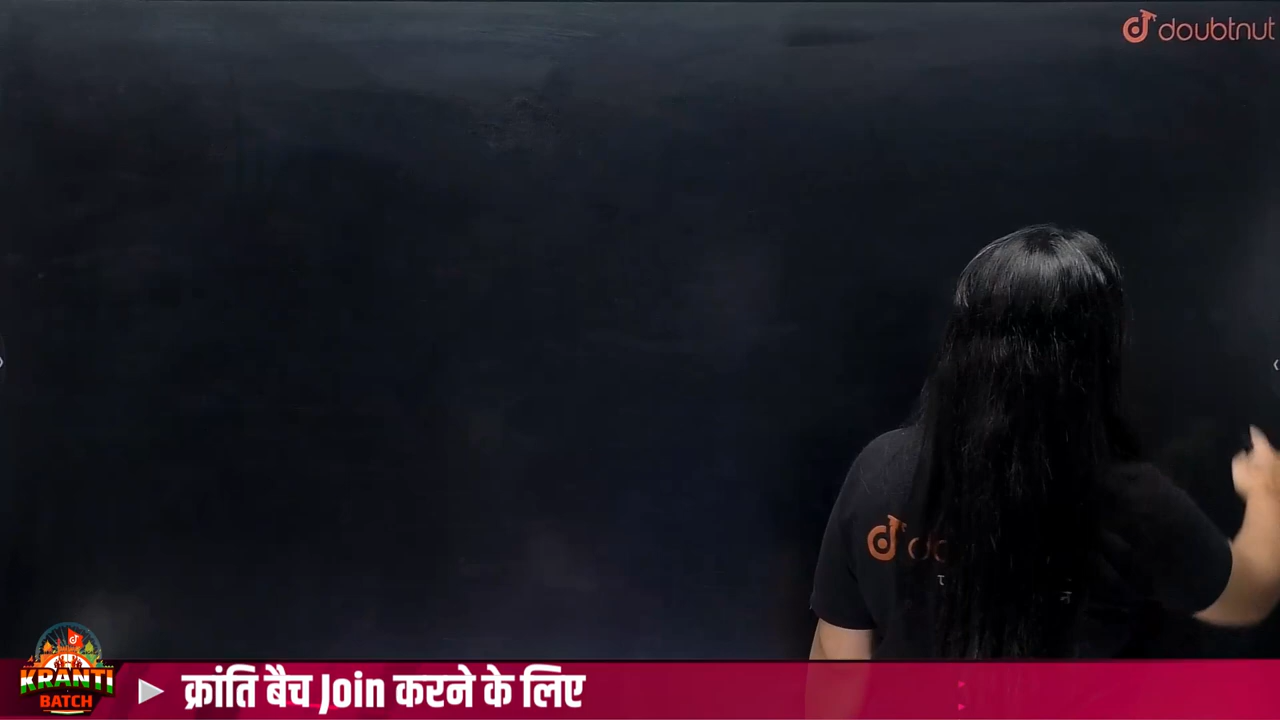 doubtnut
KRANTI
BATCH
क्रांति बैच Join करने के लिए